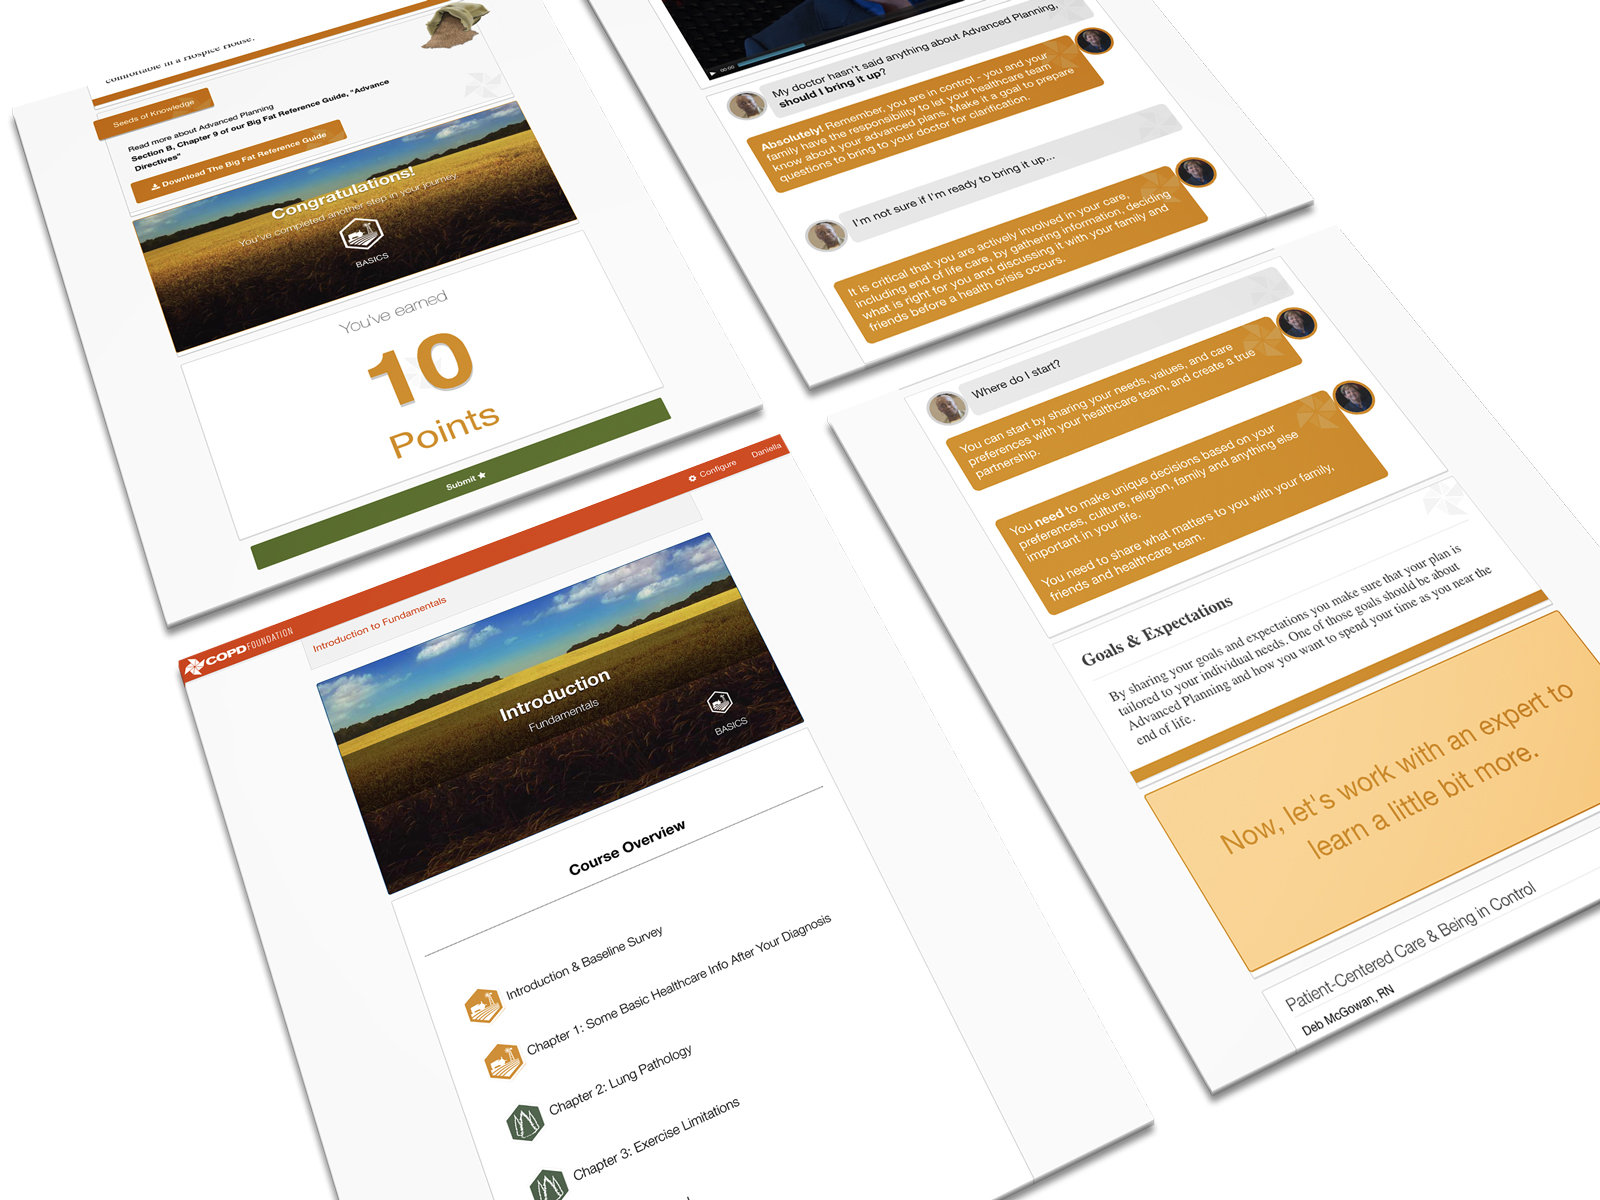 comfortable in a Hospice House.
Seeds of Knowledge
Read more about Advanced Planning
Section B, Chapter 9 of our Big Fat Reference Guide, "Advance
Directives"
Download The Big Fat Reference Guide
Congratulations!
You've completed another step in your journey.
BASICS
You've earned
10
Points
Submit
00:00
My doctor hasn't said anything about Advanced Planning,
should I bring it up?
Absolutely! Remember, you are in control - you and your
family have the responsibility to let your healthcare team
know about your advanced plans. Make it a goal to prepare
questions to bring to your doctor for clarification.
I'm not sure if I'm ready to bring it up...
It is critical that you are actively involved in your care,
including end of life care, by gathering information, deciding
what is right for you and discussing it with your family and
friends before a health crisis occurs.
COPD FOUNDATION
Configure
Daniella
Introduction to Fundamentals
Introduction
Fundamentals
BASICS
Course Overview
Introduction & Baseline Survey
Chapter 1: Some Basic Healthcare Info After Your Diagnosis
Chapter 2: Lung Pathology
Chapter 3: Exercise Limitations
Where do I start?
You can start by sharing your needs, values, and care
preferences with your healthcare team, and create a true
partnership.
You need to make unique decisions based on your
preferences, culture, religion, family and anything else
important in your life.
You need to share what matters to you with your family,
friends and healthcare team.
Goals & Expectations
By sharing your goals and expectations you make sure that your plan is
tailored to your individual needs. One of those goals should be about
Advanced Planning and how you want to spend your time as you near the
end of life.
Now, let's work with an expert to
learn a little bit more.
Patient-Centered Care & Being in Control
Deb McGowan, RN